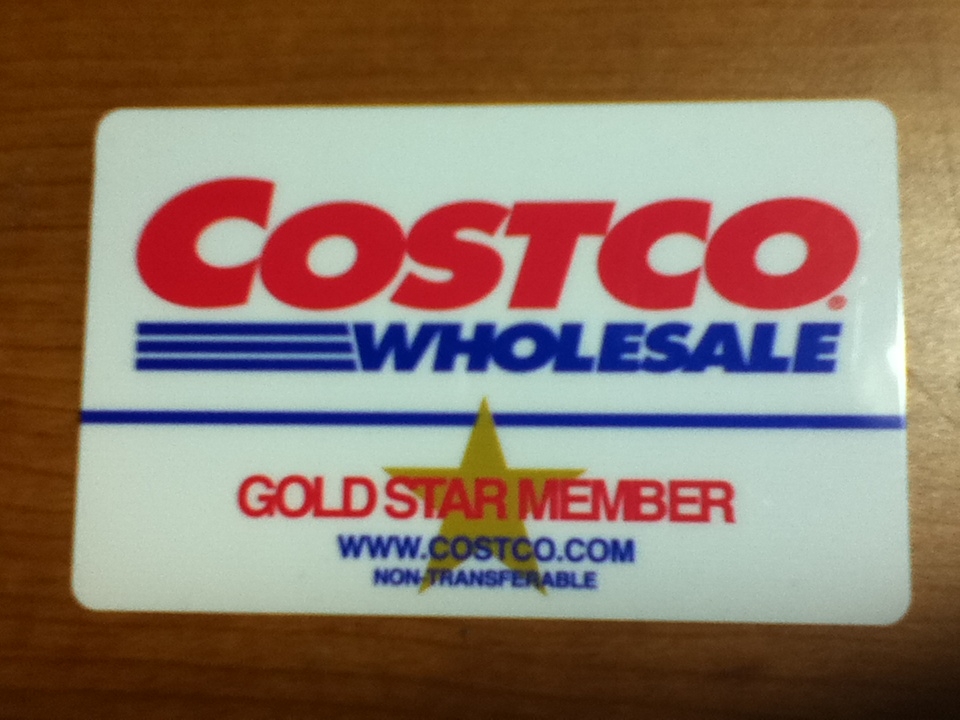 COSTCO®
WHOLESALE
GOLD STAR MEMBER
WWW.COSTCO.COM
NON-TRANSFERABLE